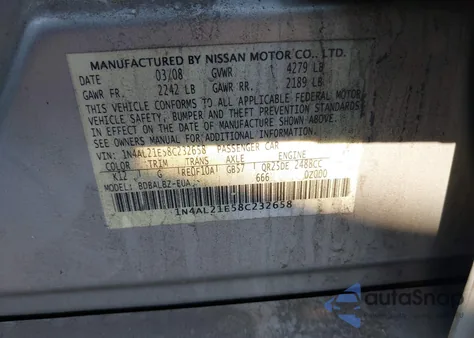 MANUFACTURED BY NISSAN MOTOR CO., LTD.
DATE 03/08 GVWR 4279 LB
GAWR FR. 2242 LB GAWR RR. 2189 LB
THIS VEHICLE CONFORMS TO ALL APPLICABLE FEDERAL MOTOR
VEHICLE SAFETY, BUMPER, AND THEFT PREVENTION STANDARDS
IN EFFECT ON THE DATE OF MANUFACTURE SHOWN ABOVE.
SEE OWNERS MANUAL FOR ADDITIONAL INFORMATION.
VIN: 1N4AL21E58C232658 PASSENGER CAR
COLOR TRIM TRANS AXLE ENGINE
K12 G RE0F10A GB57 QR25DE 2488CC
MODEL: BDBALBZ-EUA 666 0Z000
1N4AL21E58C232658
autaSnap